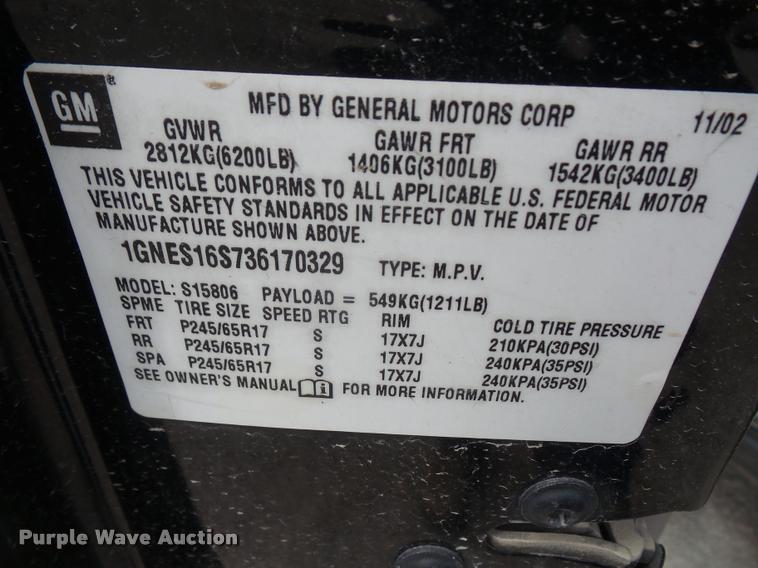 GM
MFD BY GENERAL MOTORS CORP 11/02
GVWR GAWR FRT GAWR RR
2812KG(6200LB) 1406KG(3100LB) 1542KG(3400LB)
THIS VEHICLE CONFORMS TO ALL APPLICABLE U.S. FEDERAL MOTOR
VEHICLE SAFETY STANDARDS IN EFFECT ON THE DATE OF
MANUFACTURE SHOWN ABOVE.
1GNES16S736170329 TYPE: M.P.V.
MODEL: S15806 PAYLOAD = 549KG(1211LB)
SPME TIRE SIZE SPEED RTG RIM COLD TIRE PRESSURE
FRT P245/65R17 S 17X7J 210KPA(30PSI)
RR P245/65R17 S 17X7J 240KPA(35PSI)
SPA P245/65R17 S 17X7J 240KPA(35PSI)
SEE OWNER'S MANUAL FOR MORE INFORMATION.
Purple Wave Auction